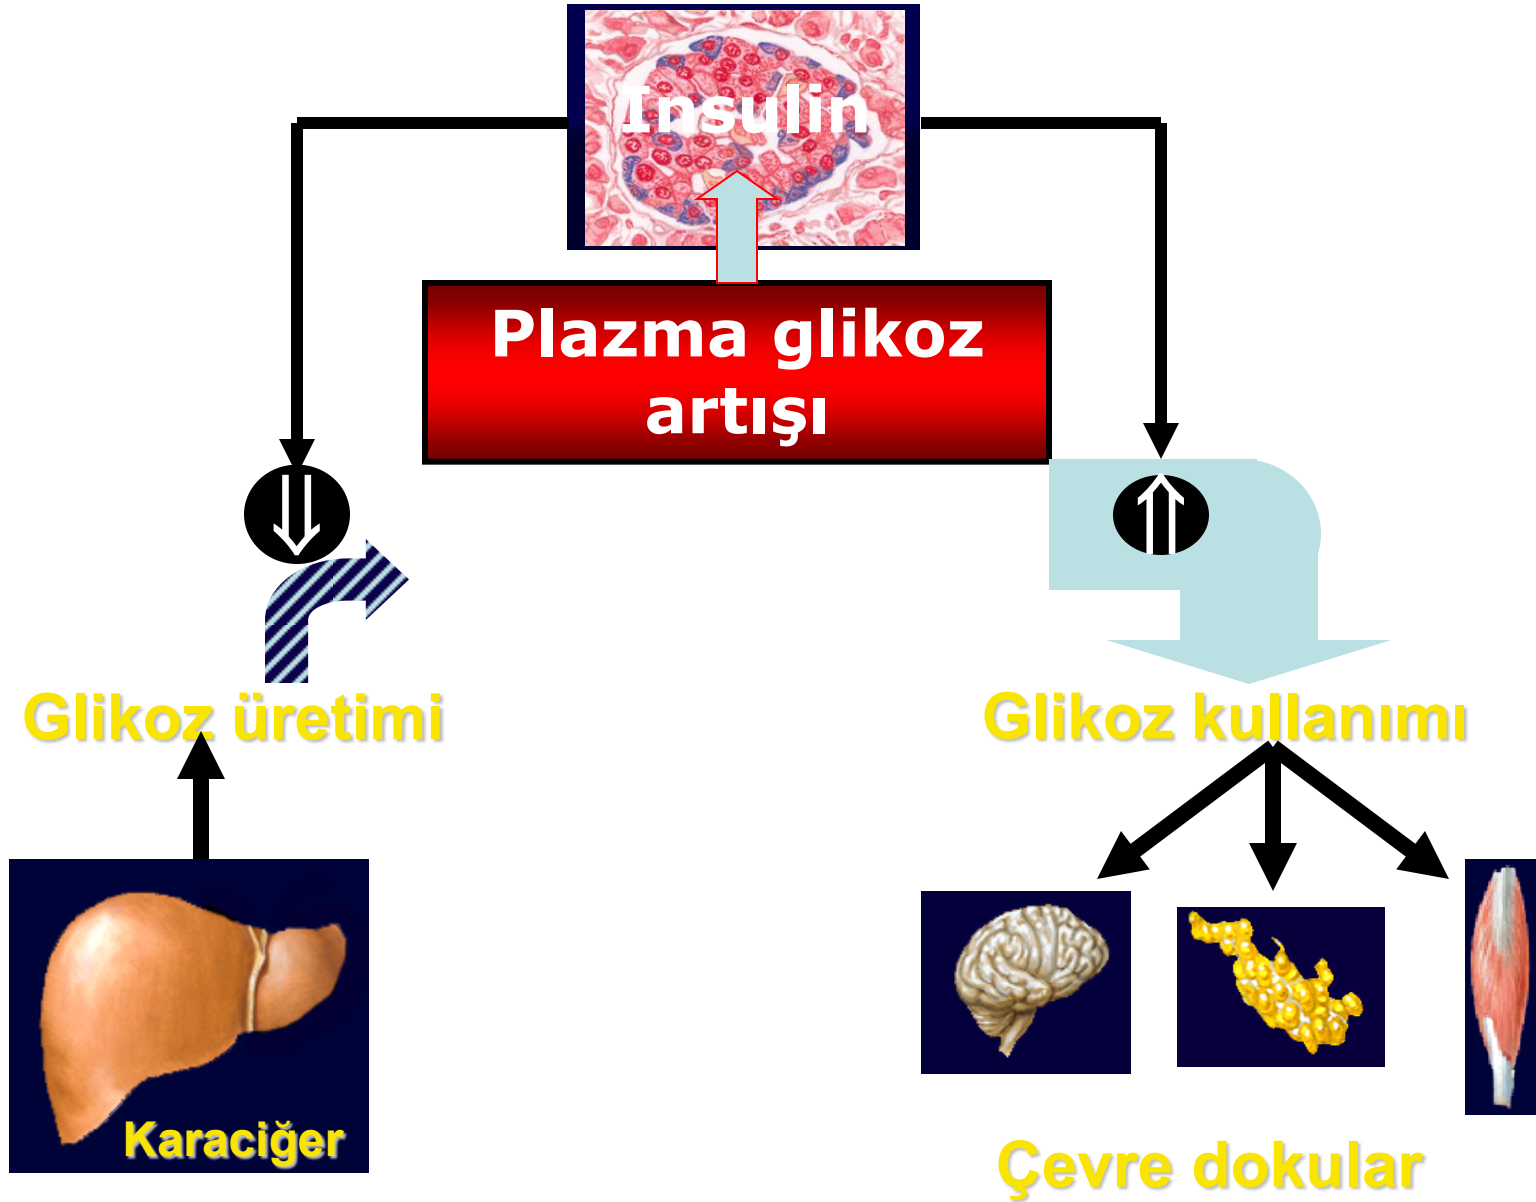 Insulin
Plazma glikoz
artışı
⇓
⇑
Glikoz üretimi
Glikoz kullanımı
Karaciğer
Çevre dokular